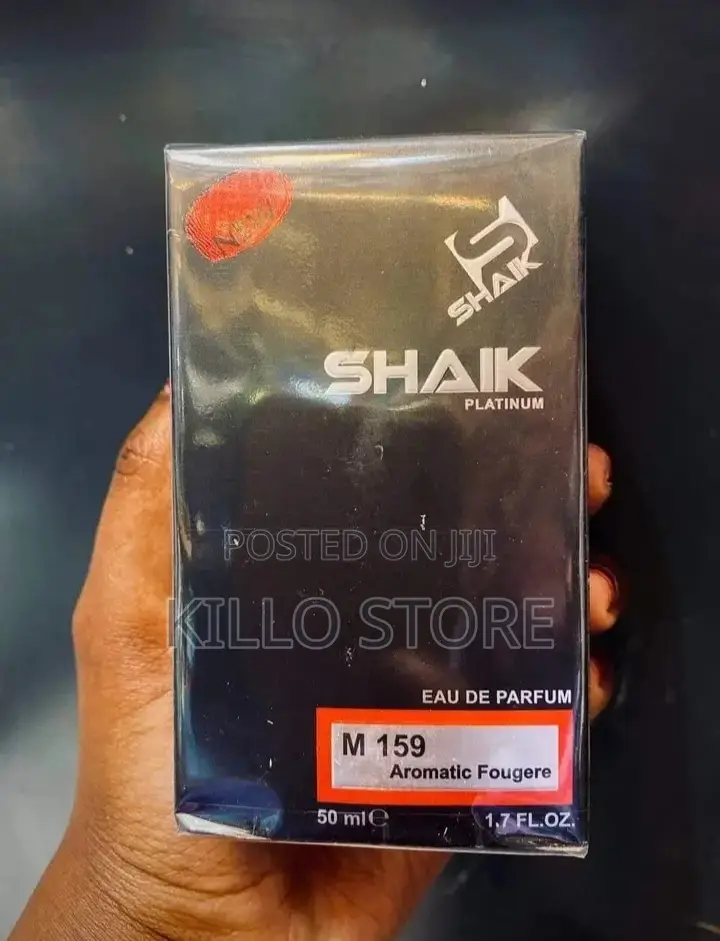 SHAIK
SHAIK
SHAIK
PLATINUM
POSTED ON JIJI
KILLO STORE
EAU DE PARFUM
M 159
Aromatic Fougere
50 ml℮
1.7 FL.OZ.